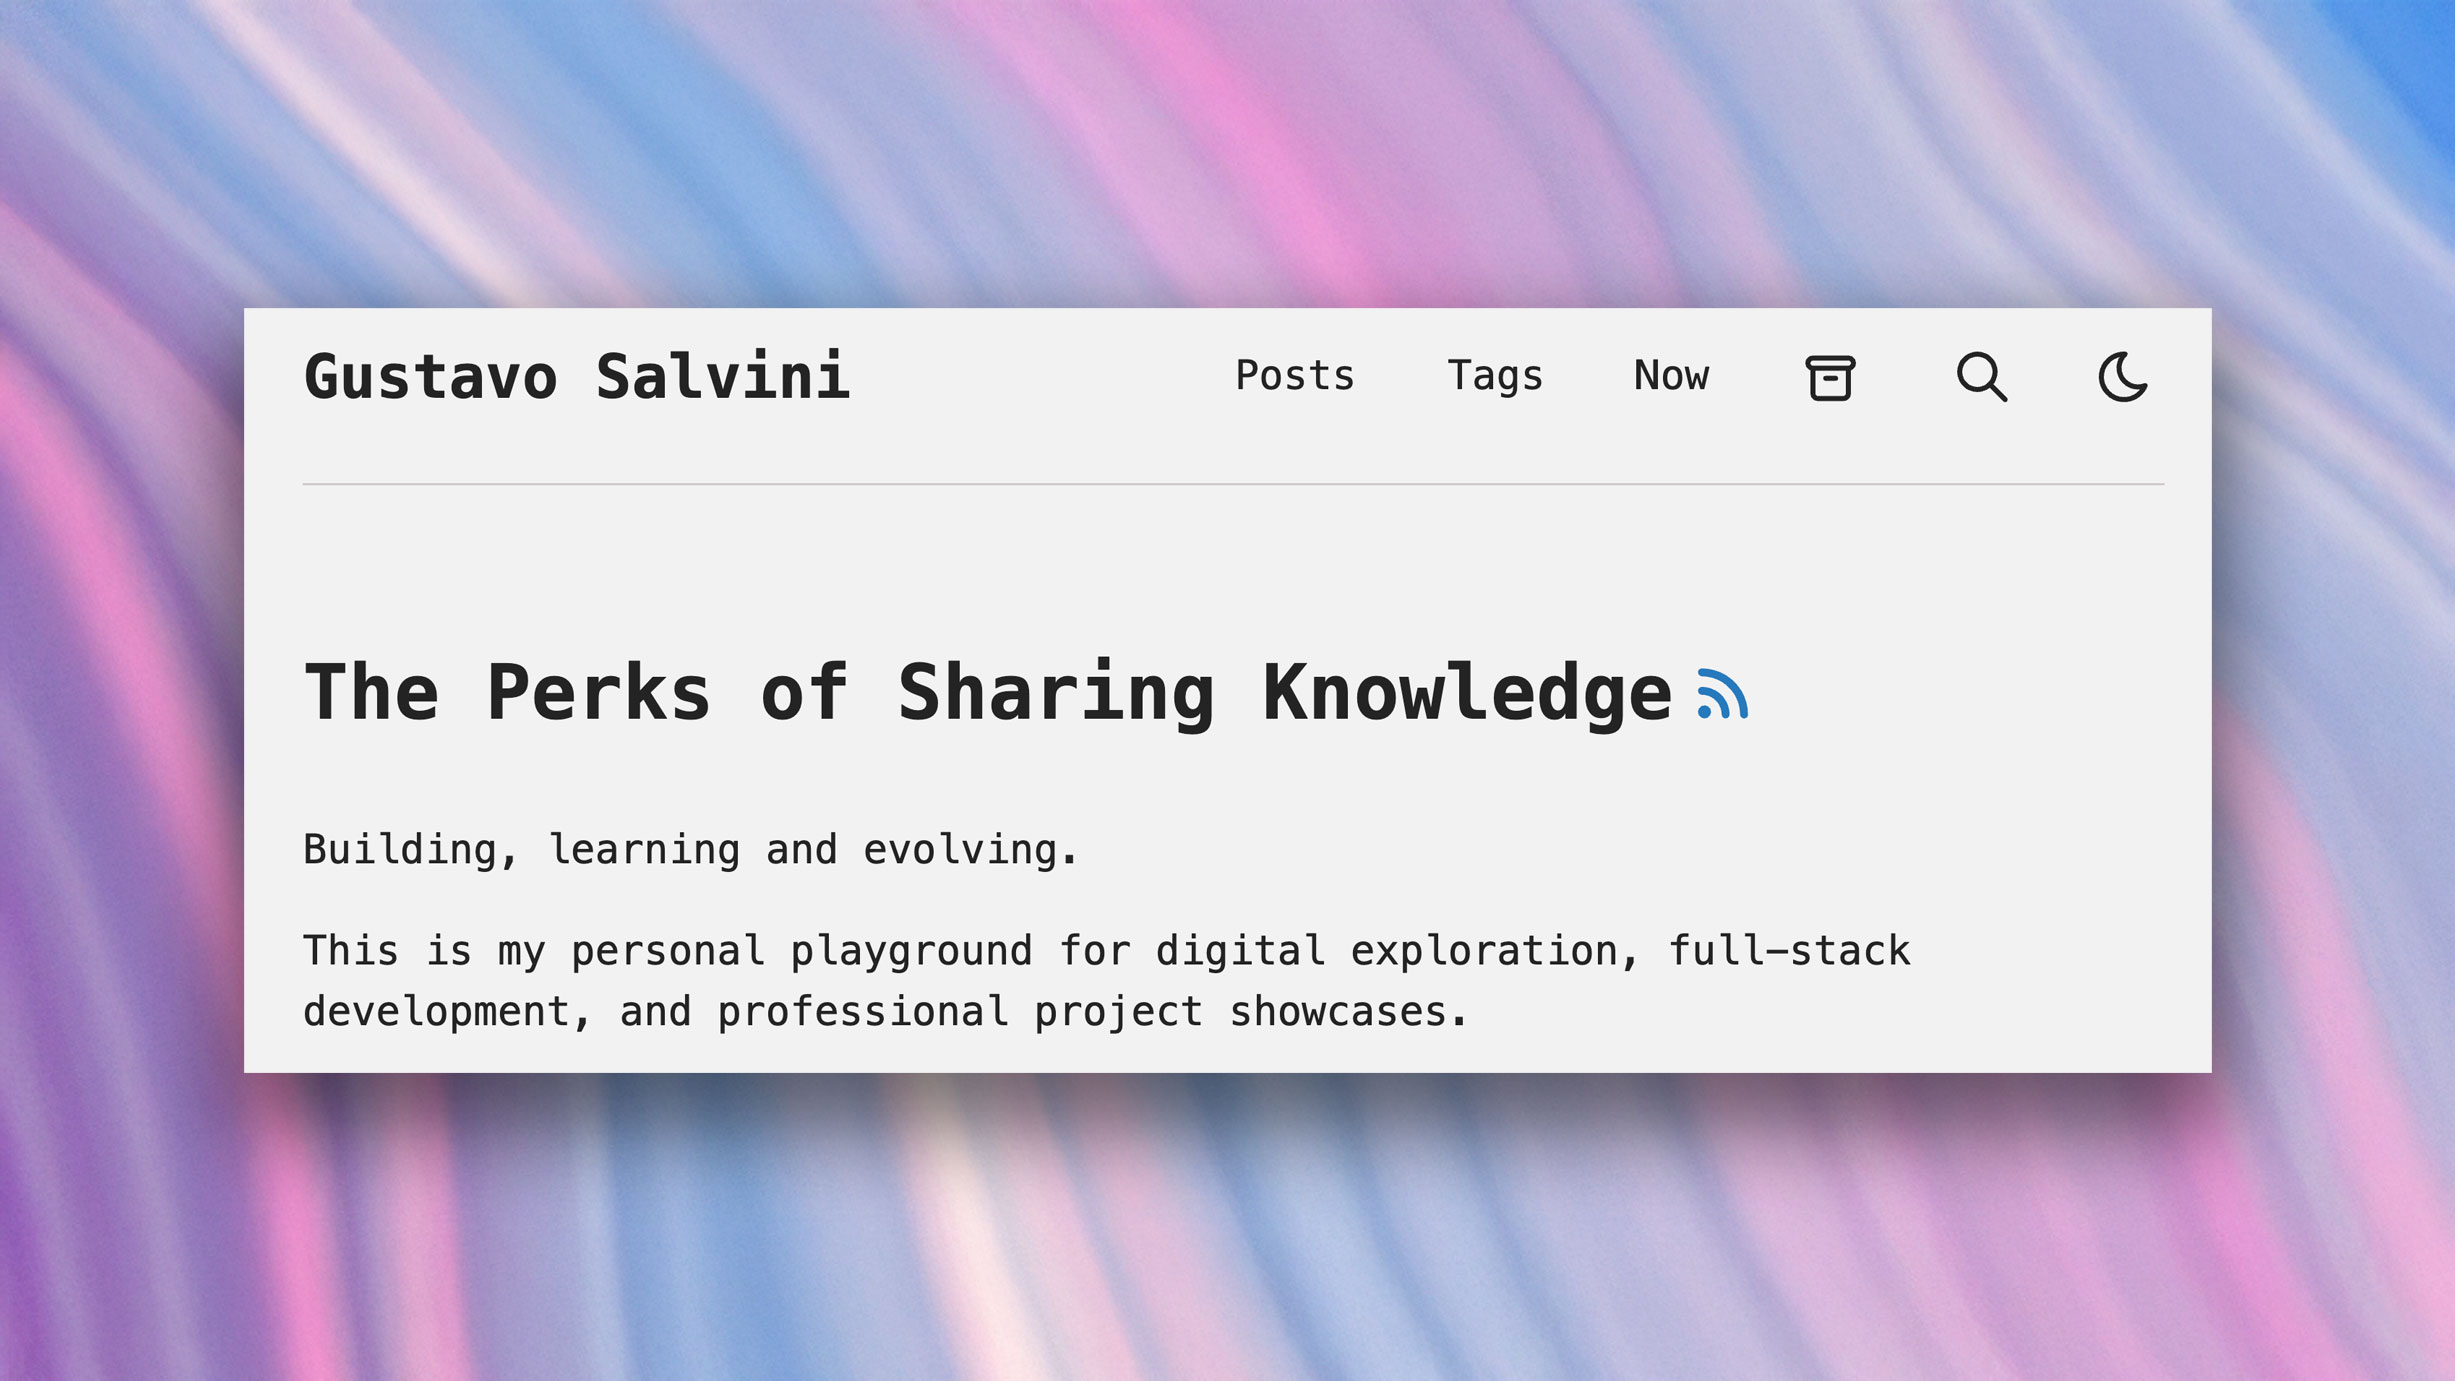 Gustavo Salvini
Posts Tags Now
The Perks of Sharing Knowledge
Building, learning and evolving.
This is my personal playground for digital exploration, full-stack
development, and professional project showcases.